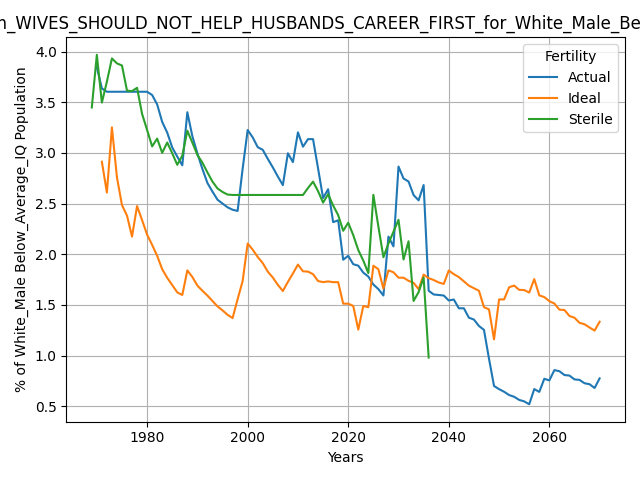 WIVES_SHOULD_NOT_HELP_HUSBANDS_CAREER_FIRST_for_White_Male
% of White_Male Below_Average_IQ Population
4.0
3.5
3.0
2.5
2.0
1.5
1.0
0.5
Fertility
Actual
Ideal
Sterile
1980
2000
2020
2040
2060
Years